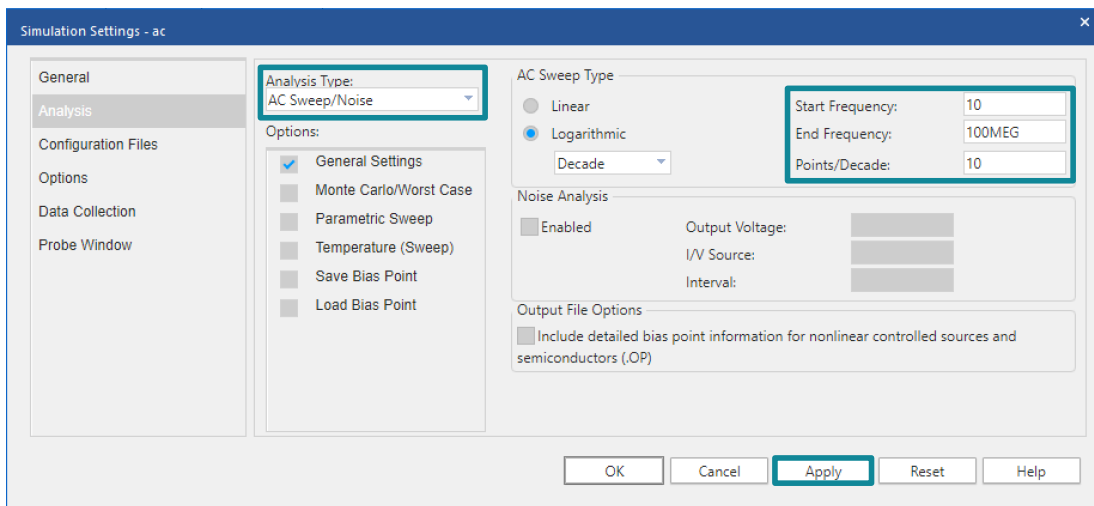 Simulation Settings - ac
×
General
Analysis
Configuration Files
Options
Data Collection
Probe Window
Analysis Type:
AC Sweep/Noise
Options:
General Settings
Monte Carlo/Worst Case
Parametric Sweep
Temperature (Sweep)
Save Bias Point
Load Bias Point
AC Sweep Type
Linear
Logarithmic
Decade
Start Frequency: 10
End Frequency: 100MEG
Points/Decade: 10
Noise Analysis
Enabled
Output Voltage:
I/V Source:
Interval:
Output File Options
Include detailed bias point information for nonlinear controlled sources and
semiconductors (.OP)
OK Cancel Apply Reset Help